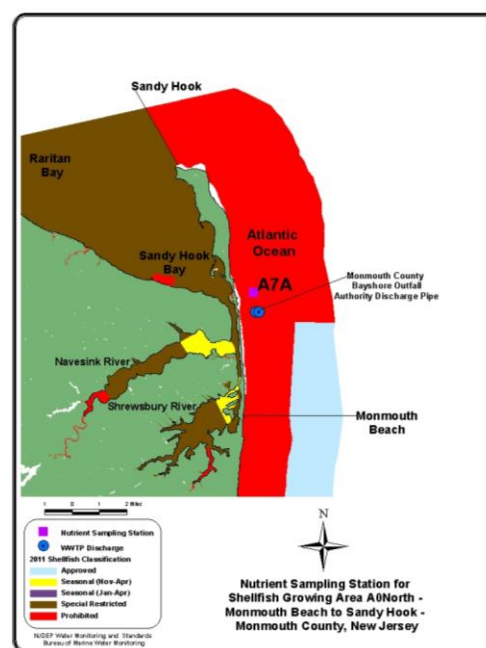 Sandy Hook
Raritan
Bay
Atlantic
Ocean
Sandy Hook
Bay
A7A
Monmouth County
Bayshore Outfall
Authority Discharge Pipe
Navesink River
Shrewsbury River
Monmouth
Beach
1 0 1 2 Miles
N
Nutrient Sampling Station
WWTP Discharge
2011 Shellfish Classification
Approved
Seasonal (Nov-Apr)
Seasonal (Jan-Apr)
Special Restricted
Prohibited
NJDEP Water Monitoring and Standards
Bureau of Marine Water Monitoring
Nutrient Sampling Station for
Shellfish Growing Area A0North -
Monmouth Beach to Sandy Hook -
Monmouth County, New Jersey